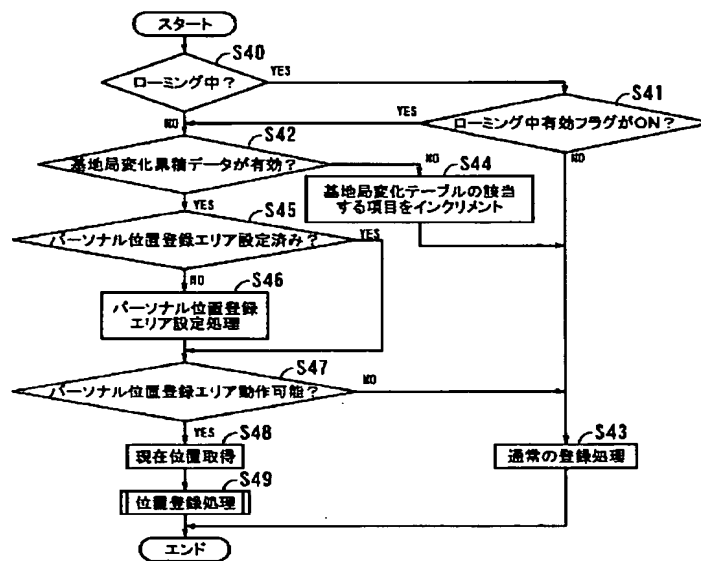 スタート
S40
ローミング中?
YES
NO
S41
ローミング中有効フラグがON?
YES
NO
S42
基地局変化累積データが有効?
NO
YES
S44
基地局変化テーブルの該当
する項目をインクリメント
S45
パーソナル位置登録エリア設定済み?
YES
NO
S46
パーソナル位置登録
エリア設定処理
S47
パーソナル位置登録エリア動作可能?
NO
YES
S48
現在位置取得
S43
通常の登録処理
S49
位置登録処理
エンド